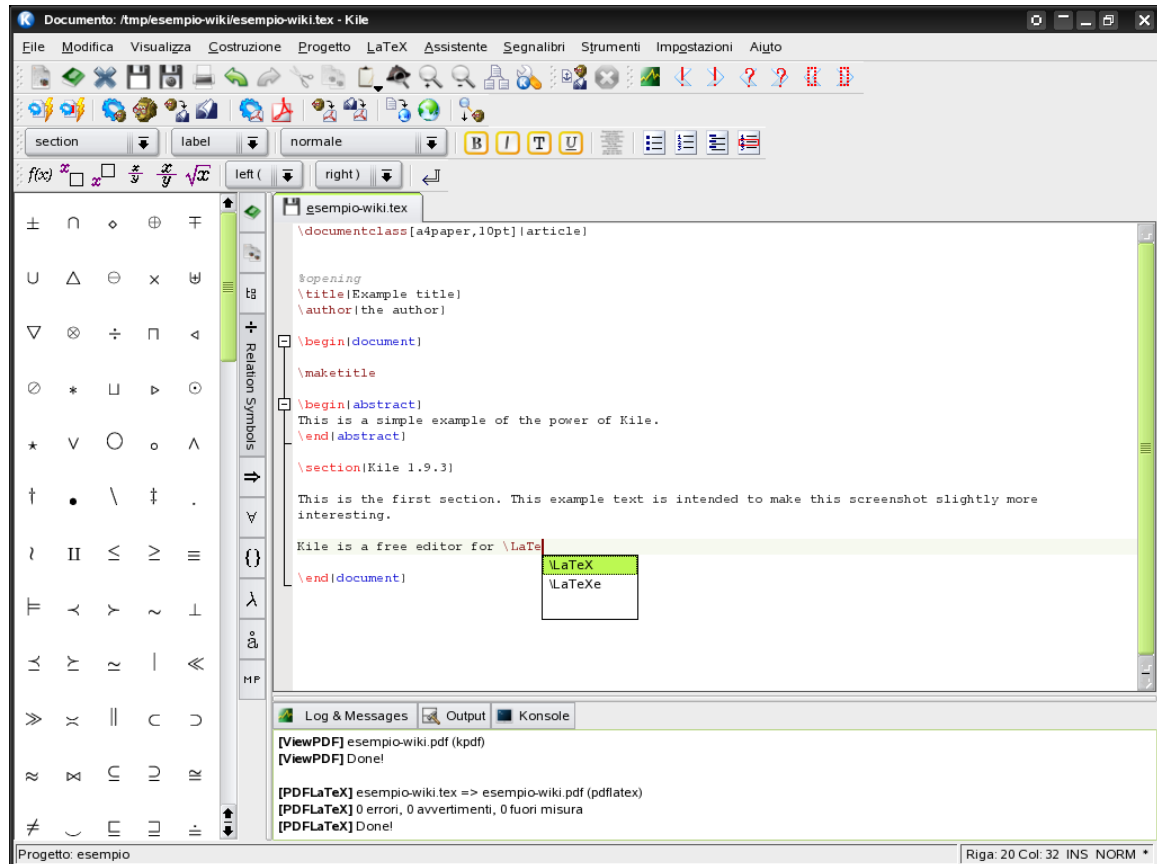 Documento: /tmp/esempio-wiki/esempio-wiki.tex - Kile
File Modifica Visualizza Costruzione Progetto LaTeX Assistente Segnalibri Strumenti Impostazioni Aiuto
section label normale B I T U
f(x) x x x/y x/y √x left ( right )
esempio-wiki.tex
\documentclass[a4paper,10pt]{article}
%opening
\title{Example title}
\author{the author}
\begin{document}
\maketitle
\begin{abstract}
This is a simple example of the power of Kile.
\end{abstract}
\section{Kile 1.9.3}
This is the first section. This example text is intended to make this screenshot slightly more
interesting.
Kile is a free editor for \LaTe
\LaTeX
\LaTeXe
\end{document}
Relation Symbols
MP
Log & Messages Output Konsole
[ViewPDF] esempio-wiki.pdf (kpdf)
[ViewPDF] Done!
[PDFLaTeX] esempio-wiki.tex => esempio-wiki.pdf (pdflatex)
[PDFLaTeX] 0 errori, 0 avvertimenti, 0 fuori misura
[PDFLaTeX] Done!
Progetto: esempio
Riga: 20 Col: 32 INS NORM *